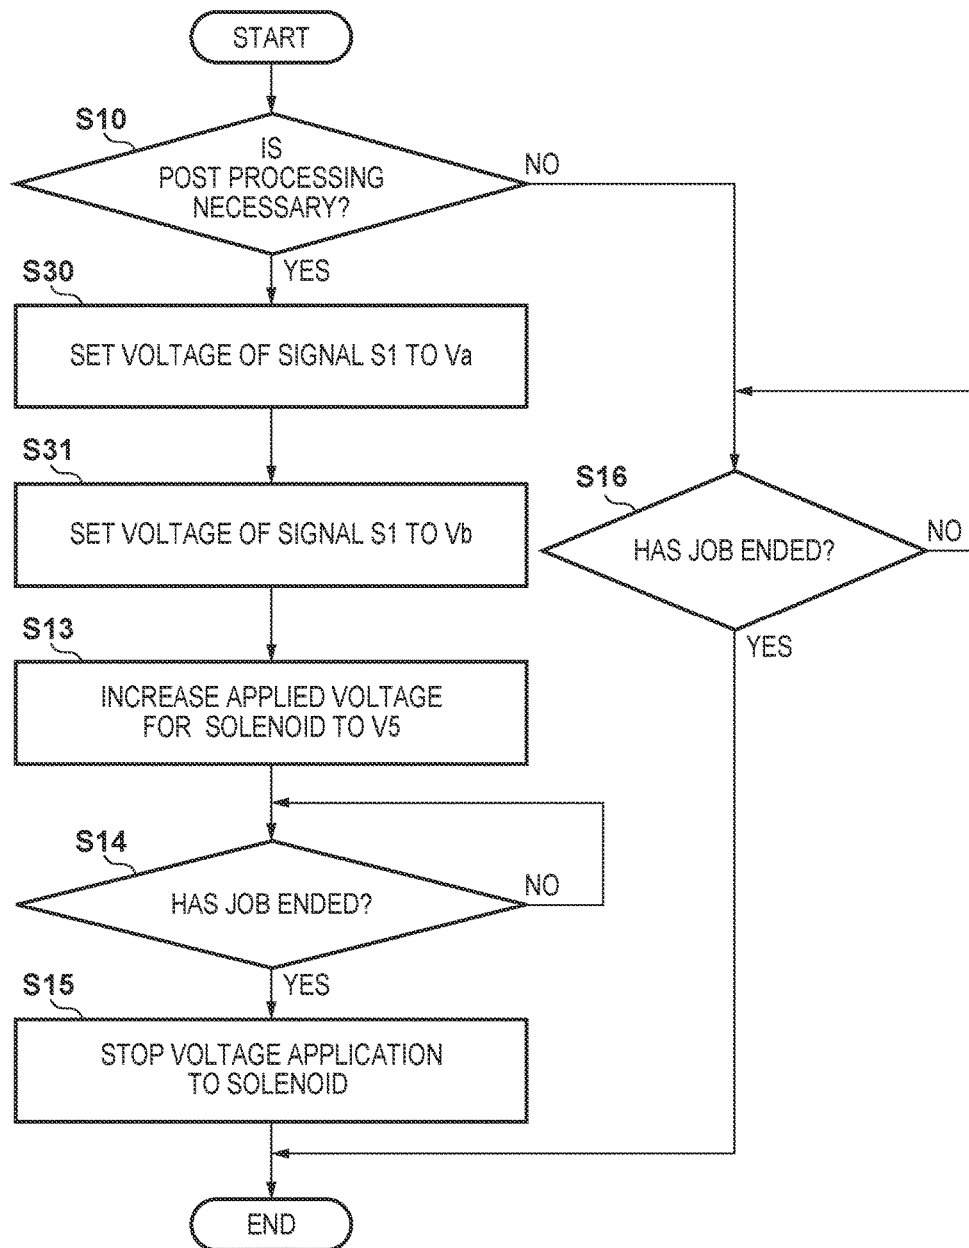 START
S10
IS
POST PROCESSING
NECESSARY?
NO
YES
S30
SET VOLTAGE OF SIGNAL S1 TO Va
S31
SET VOLTAGE OF SIGNAL S1 TO Vb
S16
HAS JOB ENDED?
NO
YES
S13
INCREASE APPLIED VOLTAGE
FOR SOLENOID TO V5
S14
HAS JOB ENDED?
NO
YES
S15
STOP VOLTAGE APPLICATION
TO SOLENOID
END